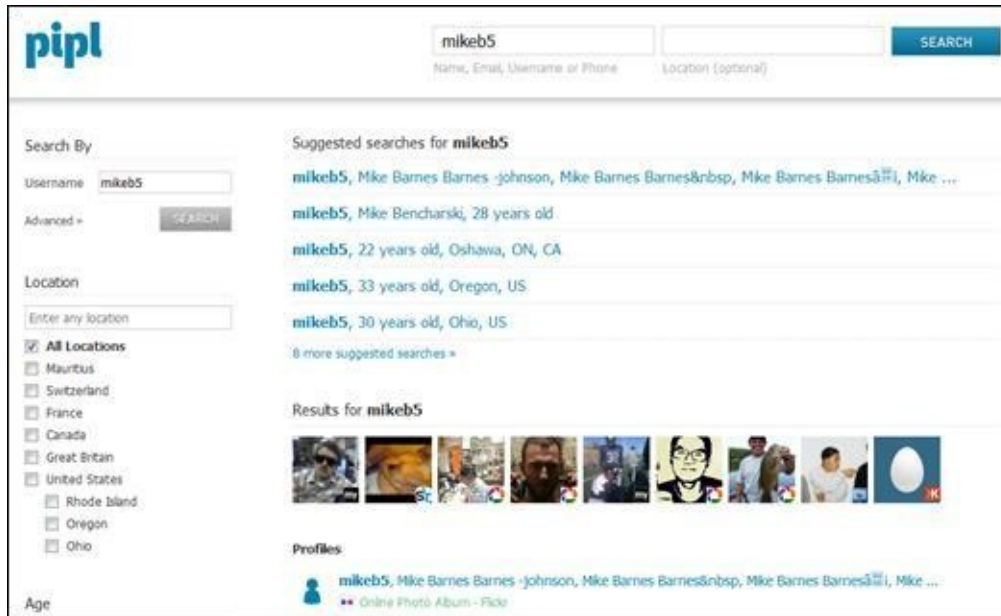 pipl
mikeb5
SEARCH
Name, Email, Username or Phone
Location (optional)
Search By
Username mikeb5
Advanced »
SEARCH
Location
Enter any location
All Locations
Mauritius
Switzerland
France
Canada
Great Britain
United States
Rhode Island
Oregon
Ohio
Age
Suggested searches for mikeb5
mikeb5, Mike Barnes Barnes -johnson, Mike Barnes Barnes&nbsp, Mike Barnes Barnes, Mike ...
mikeb5, Mike Bencharski, 28 years old
mikeb5, 22 years old, Oshawa, ON, CA
mikeb5, 33 years old, Oregon, US
mikeb5, 30 years old, Ohio, US
8 more suggested searches »
Results for mikeb5
Profiles
mikeb5, Mike Barnes Barnes -johnson, Mike Barnes Barnes&nbsp, Mike Barnes Barnes, Mike ...
Online Photo Album - Flickr